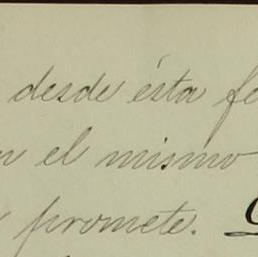 desde ésta
el mismo
promete.